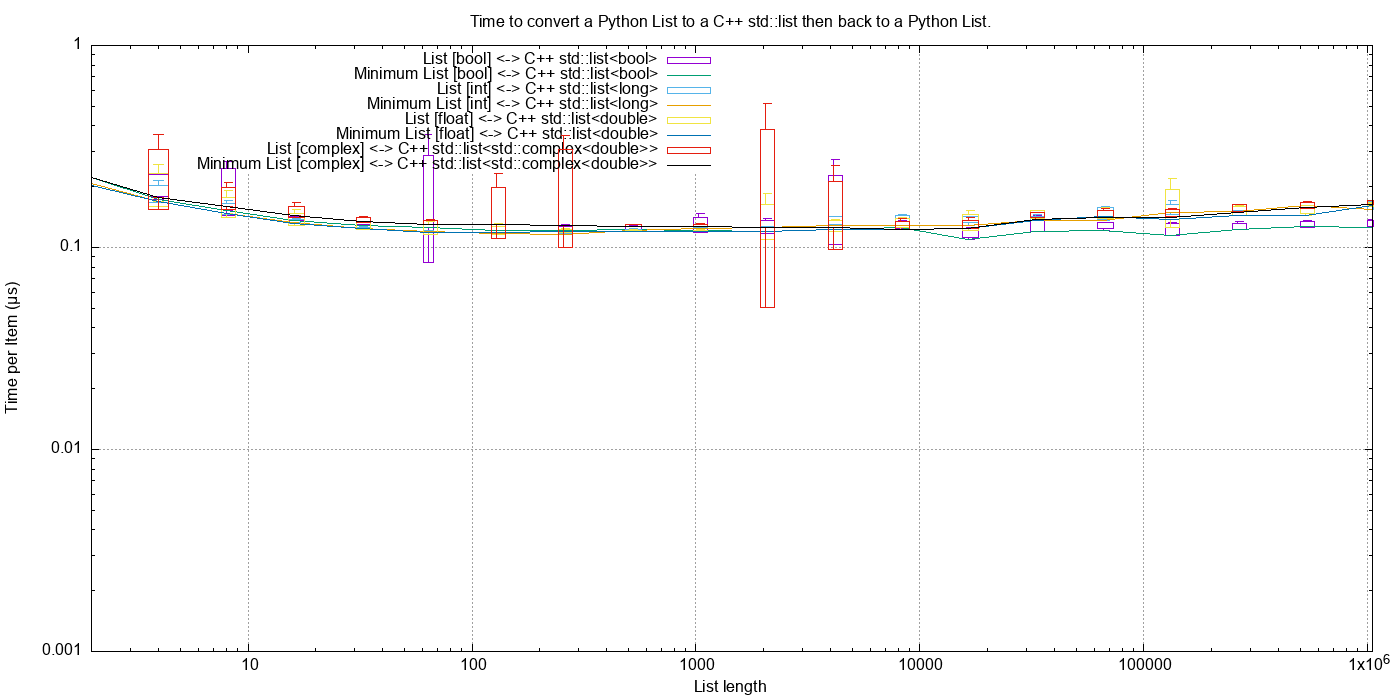 Time to convert a Python List to a C++ std::list then back to a Python List.
List [bool] <-> C++ std::list<bool>
Minimum List [bool] <-> C++ std::list<bool>
List [int] <-> C++ std::list<long>
Minimum List [int] <-> C++ std::list<long>
List [float] <-> C++ std::list<double>
Minimum List [float] <-> C++ std::list<double>
List [complex] <-> C++ std::list<std::complex<double>>
Minimum List [complex] <-> C++ std::list<std::complex<double>>
1
0.1
0.01
0.001
Time per Item (µs)
10
100
1000
10000
100000
1x10⁶
List length